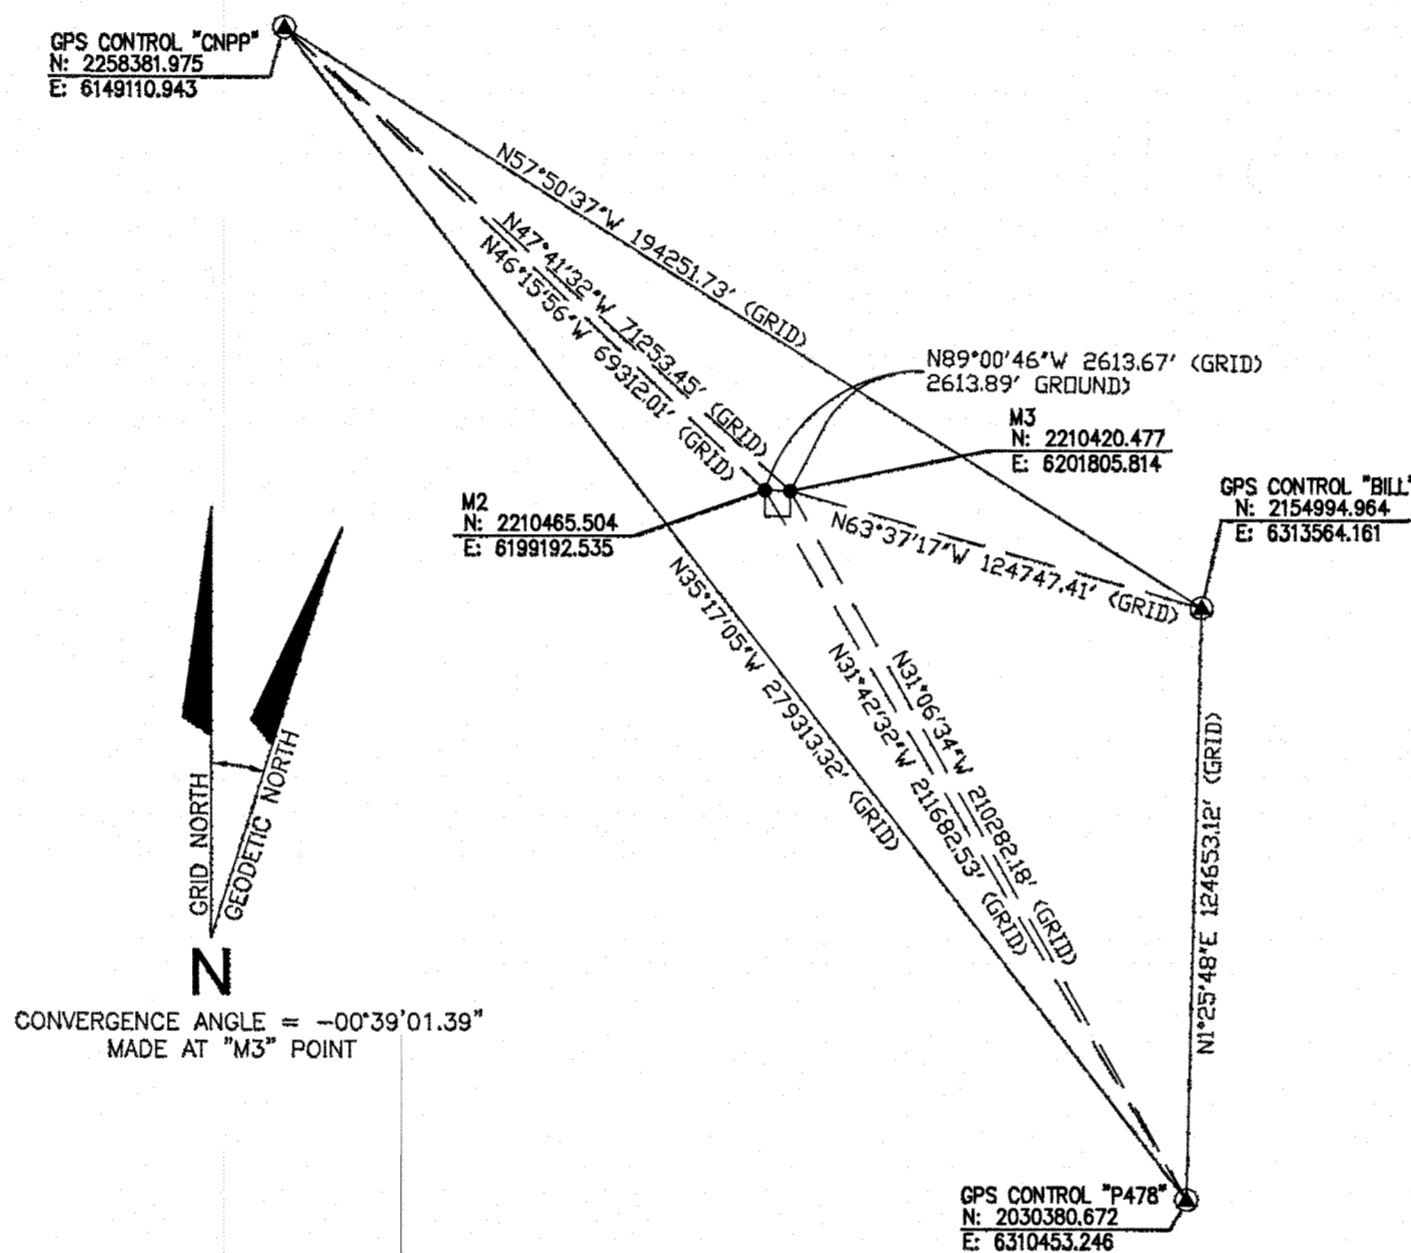 GPS CONTROL "CNPP"
N: 2258381.975
E: 6149110.943
N57°50'37"W 194251.73' (GRID)
N47°41'32"W 71253.45' (GRID)
N46°15'56"W 69312.01' (GRID)
N89°00'46"W 2613.67' (GRID)
2613.89' GROUND)
M3
N: 2210420.477
E: 6201805.814
GPS CONTROL "BILL"
N: 2154994.964
E: 6313564.161
M2
N: 2210465.504
E: 6199192.535
N63°37'17"W 124747.41' (GRID)
N35°17'05"W 279313.32' (GRID)
N31°06'34"W 210282.18' (GRID)
N31°42'32"W 211682.53' (GRID)
N1°25'48"E 124653.12' (GRID)
GRID NORTH
GEODETIC NORTH
N
CONVERGENCE ANGLE = -00°39'01.39"
MADE AT "M3" POINT
GPS CONTROL "P478"
N: 2030380.672
E: 6310453.246